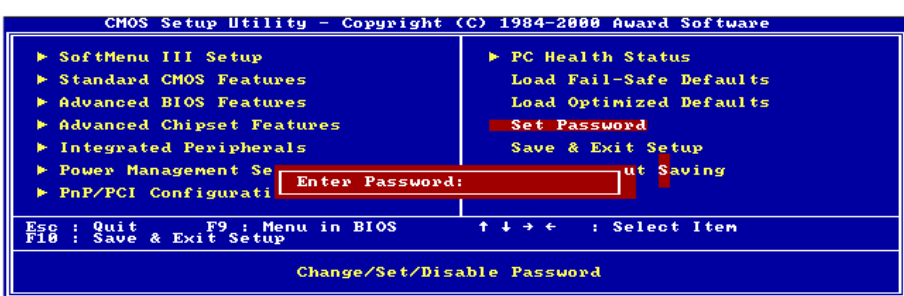 CMOS Setup Utility – Copyright (C) 1984-2000 Award Software
► SoftMenu III Setup
► Standard CMOS Features
► Advanced BIOS Features
► Advanced Chipset Features
► Integrated Peripherals
► Power Management Se
► PnP/PCI Configurati
► PC Health Status
Load Fail-Safe Defaults
Load Optimized Defaults
Set Password
Save & Exit Setup
ut Saving
Enter Password:
Esc : Quit F9 : Menu in BIOS ↑ ↓ → ← : Select Item
F10 : Save & Exit Setup
Change/Set/Disable Password